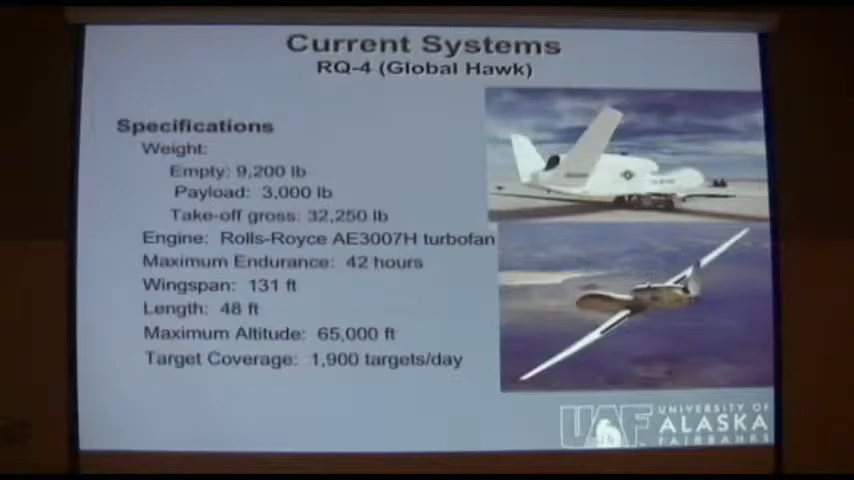 Current Systems
RQ-4 (Global Hawk)
Specifications
Weight:
Empty: 9,200 lb
Payload: 3,000 lb
Take-off gross: 32,250 lb
Engine: Rolls-Royce AE3007H turbofan
Maximum Endurance: 42 hours
Wingspan: 131 ft
Length: 48 ft
Maximum Altitude: 65,000 ft
Target Coverage: 1,900 targets/day
UAF
UNIVERSITY OF
ALASKA
FAIRBANKS